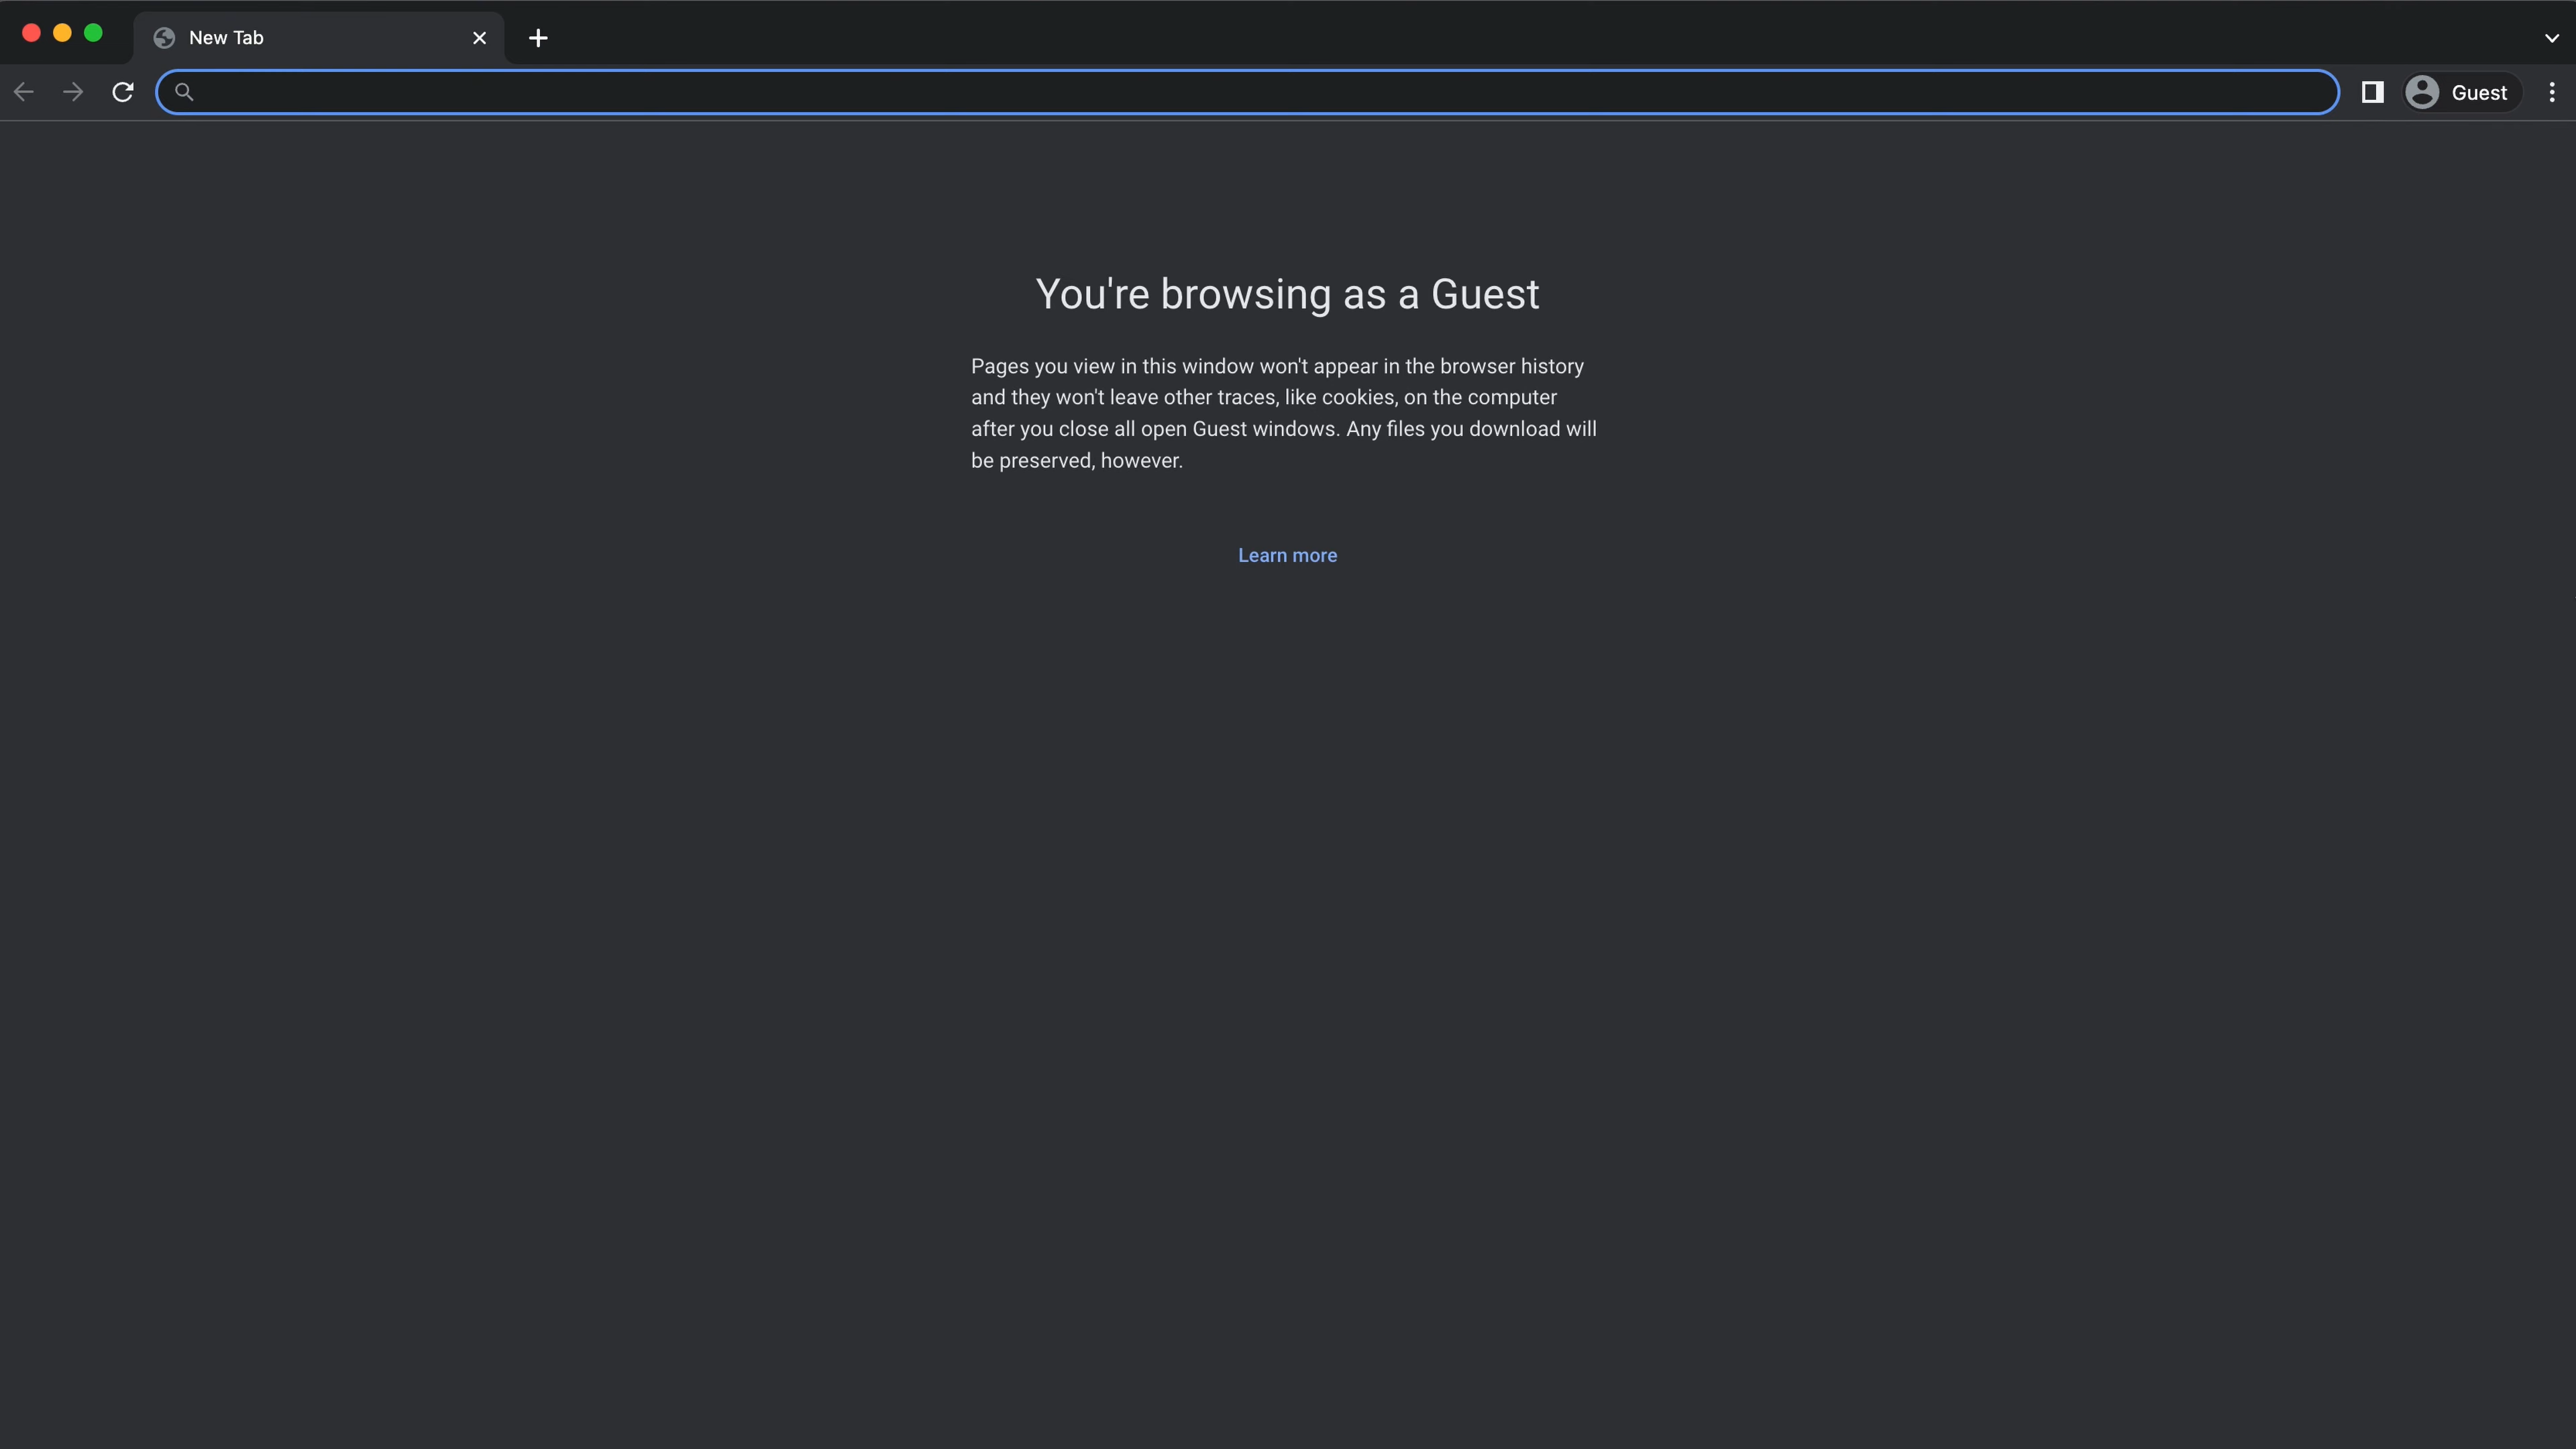 New Tab
Guest
You're browsing as a Guest
Pages you view in this window won't appear in the browser history
and they won't leave other traces, like cookies, on the computer
after you close all open Guest windows. Any files you download will
be preserved, however.
Learn more